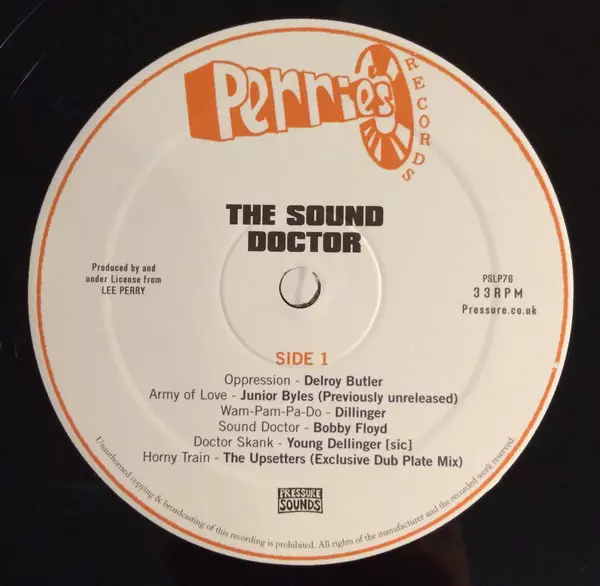 Perries
RECORDS
THE SOUND
DOCTOR
Produced by and
under License from
LEE PERRY
PSLP76
33RPM
Pressure.co.uk
SIDE 1
Oppression - Delroy Butler
Army of Love - Junior Byles (Previously unreleased)
Wam-Pam-Pa-Do - Dillinger
Sound Doctor - Bobby Floyd
Doctor Skank - Young Dellinger [sic]
Horny Train - The Upsetters (Exclusive Dub Plate Mix)
PRESSURE
SOUNDS
Unauthorised copying & broadcasting of this recording is prohibited. All rights of the manufacturer and the recorded work reserved.